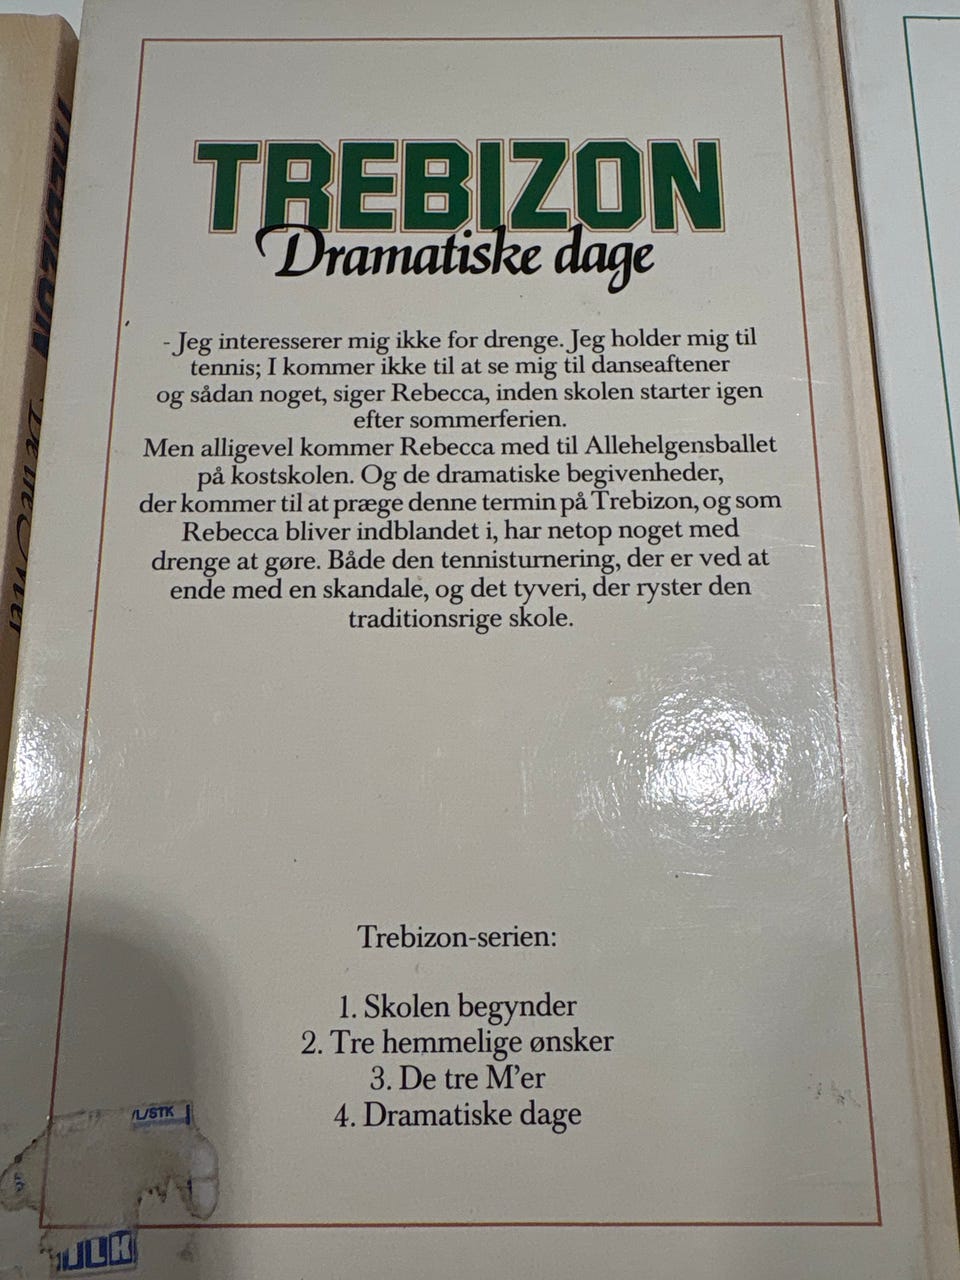 TREBIZON
Dramatiske dage
- Jeg interesserer mig ikke for drenge. Jeg holder mig til
tennis; I kommer ikke til at se mig til danseaftener
og sådan noget, siger Rebecca, inden skolen starter igen
efter sommerferien.
Men alligevel kommer Rebecca med til Allehelgensballet
på kostskolen. Og de dramatiske begivenheder,
der kommer til at præge denne termin på Trebizon, og som
Rebecca bliver indblandet i, har netop noget med
drenge at gøre. Både den tennisturnering, der er ved at
ende med en skandale, og det tyveri, der ryster den
traditionsrige skole.
Trebizon-serien:
1. Skolen begynder
2. Tre hemmelige ønsker
3. De tre M'er
4. Dramatiske dage
/L/STK
TREBIZON